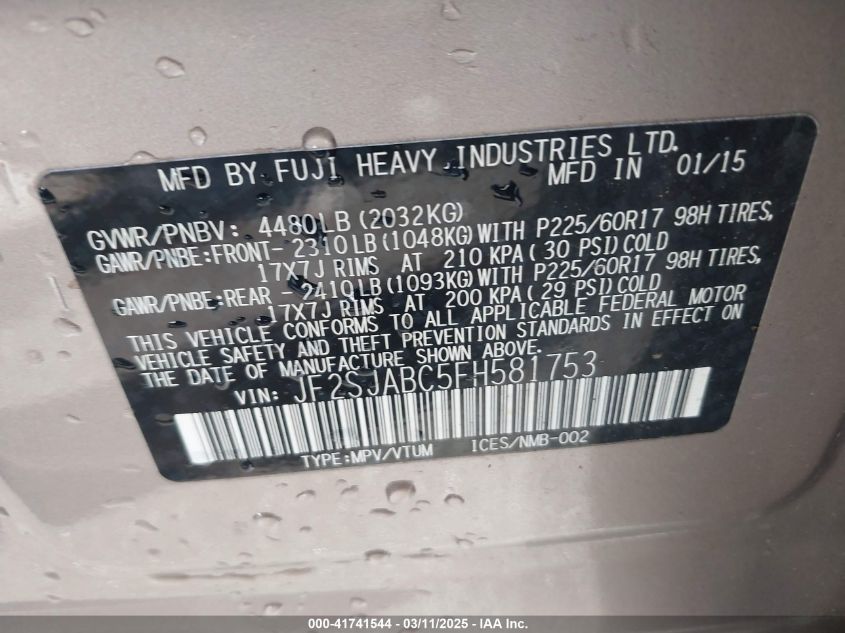 MFD BY FUJI HEAVY INDUSTRIES LTD.
MFD IN 01/15
GVWR/PNBV: 4480LB (2032KG)
GAWR/PNBE:FRONT- 2310LB (1048KG) WITH P225/60R17 98H TIRES,
17X7J RIMS AT 210 KPA ( 30 PSI) COLD
GAWR/PNBE:REAR - 2410LB (1093KG) WITH P225/60R17 98H TIRES,
17X7J RIMS AT 200 KPA ( 29 PSI) COLD
THIS VEHICLE CONFORMS TO ALL APPLICABLE FEDERAL MOTOR
VEHICLE SAFETY AND THEFT PREVENTION STANDARDS IN EFFECT ON
THE DATE OF MANUFACTURE SHOWN ABOVE.
VIN: JF2SJABC5FH581753
TYPE:MPV/VTUM ICES/NMB-002
000-41741544 - 03/11/2025 - IAA Inc.